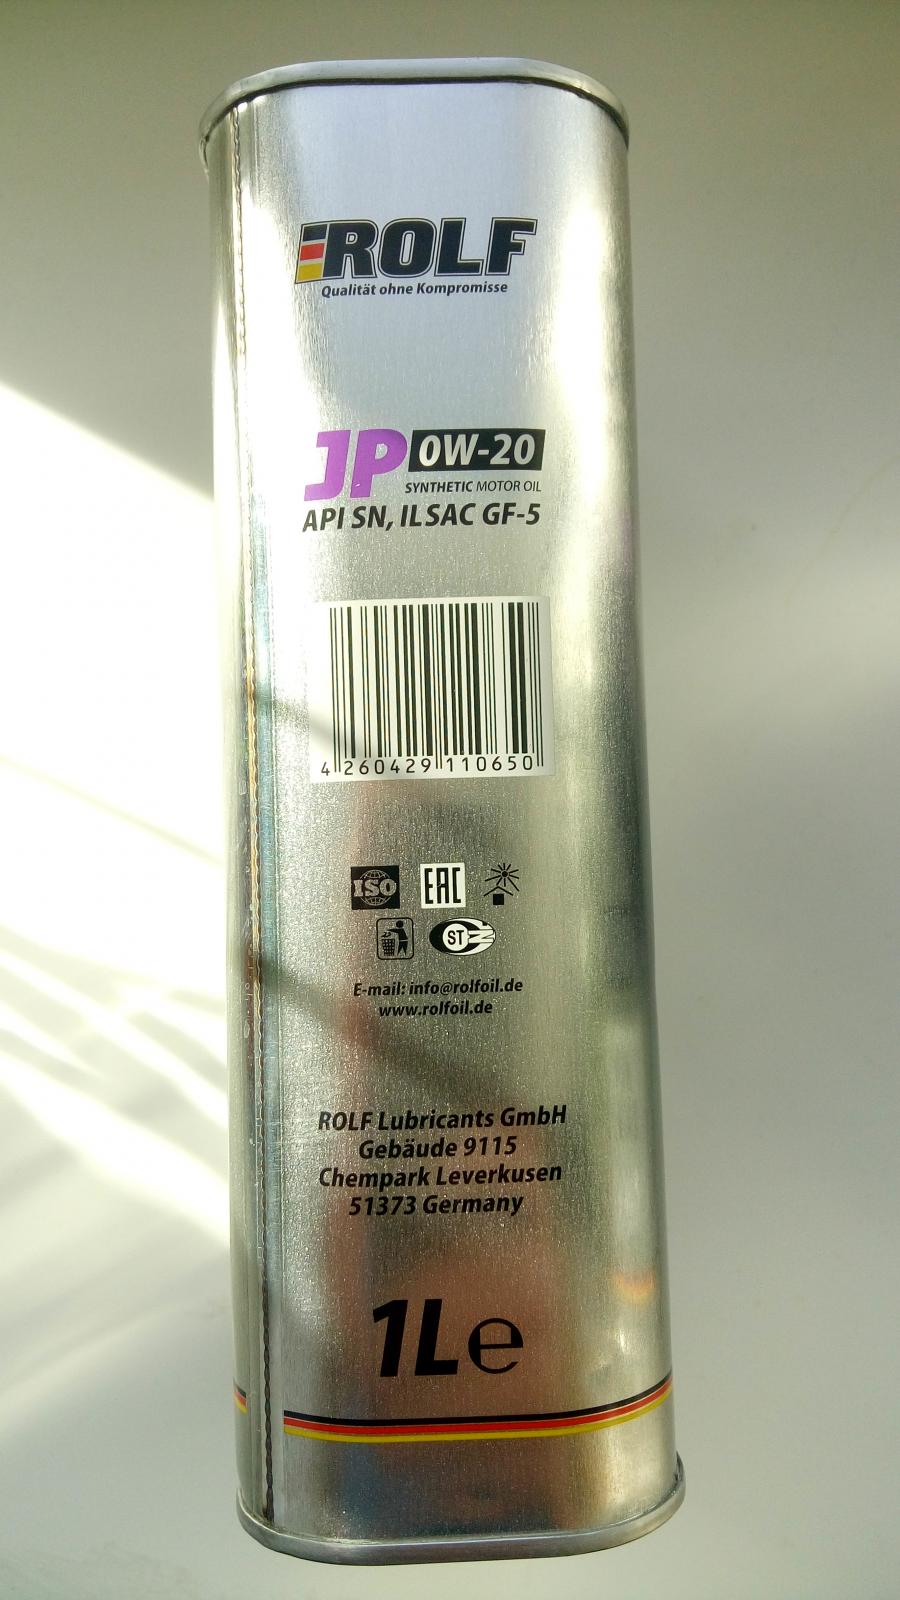 ROLF
Qualität ohne Kompromisse
JP 0W-20
SYNTHETIC MOTOR OIL
API SN, ILSAC GF-5
4 260429 110650
ISO EAC
ST
E-mail: info@rolfoil.de
www.rolfoil.de
ROLF Lubricants GmbH
Gebäude 9115
Chempark Leverkusen
51373 Germany
1L e